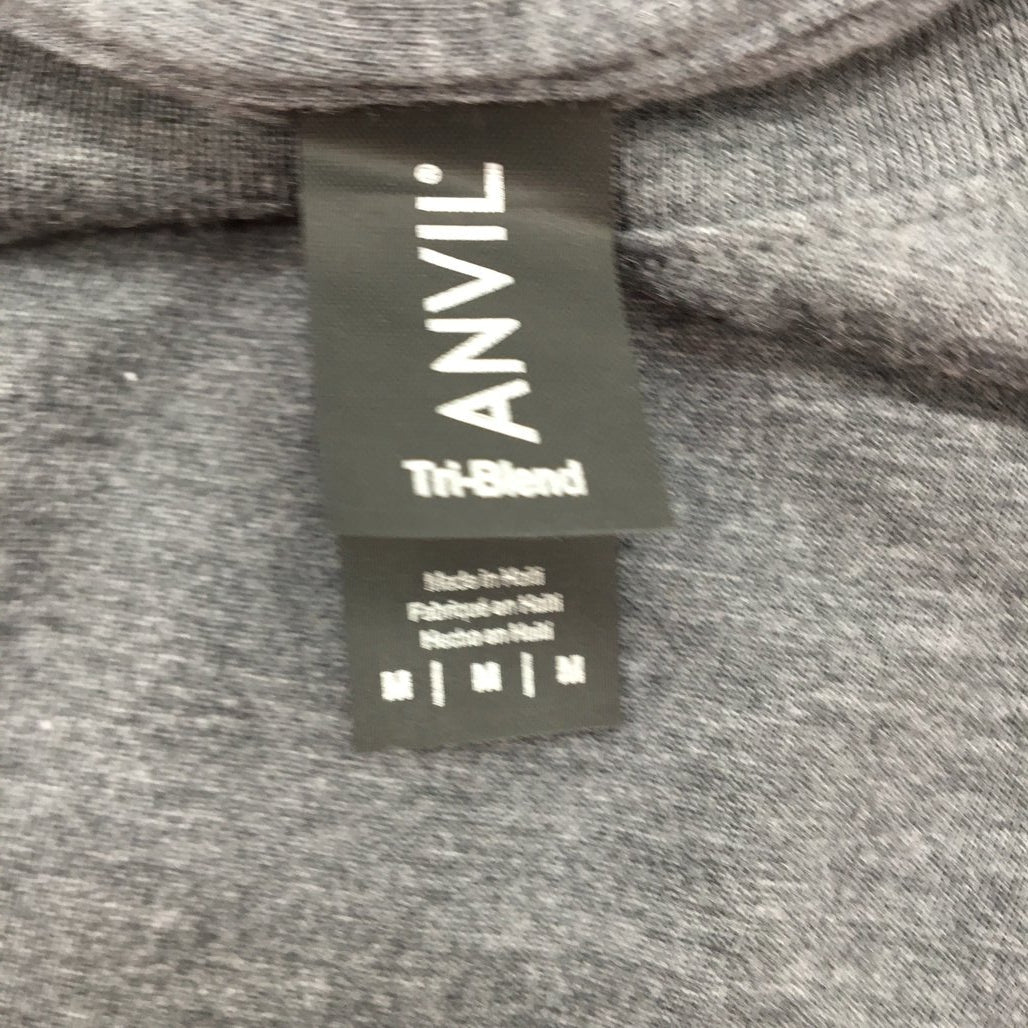 ANVIL®
Tri-Blend
Made in Haiti
Fabriqué en Haïti
Hecho en Haití
M | M | M